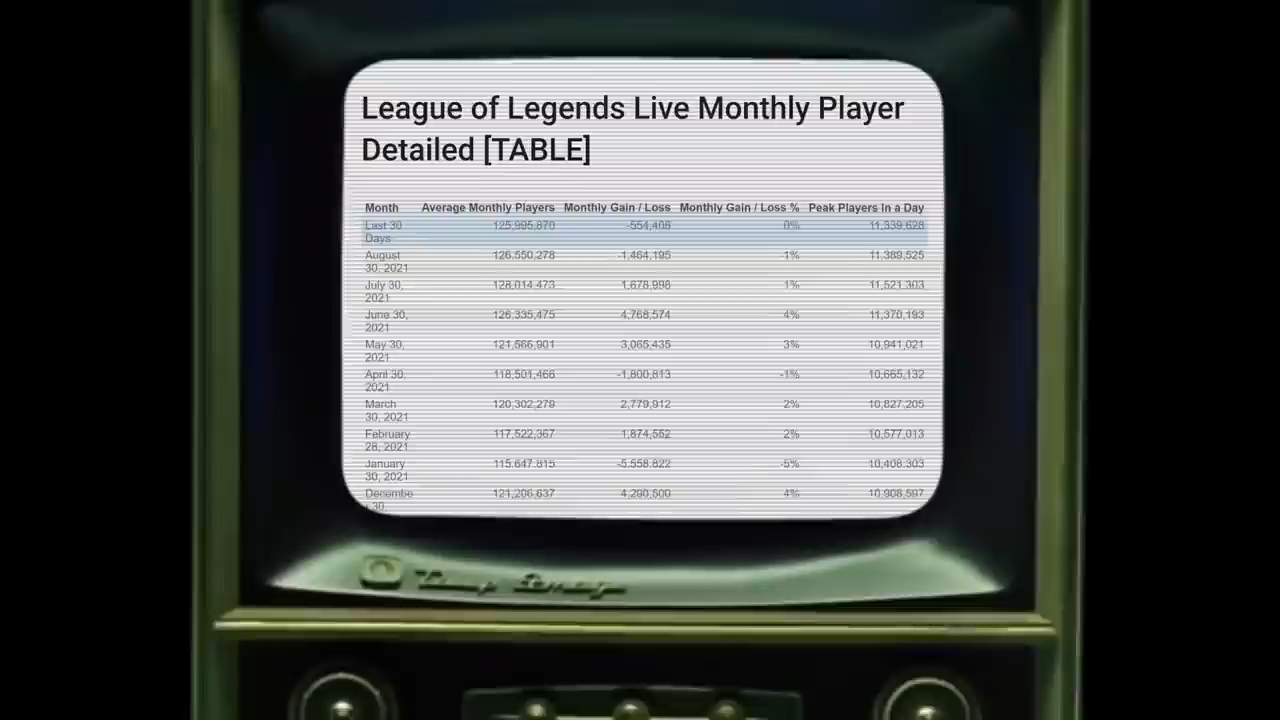 League of Legends Live Monthly Player
Detailed [TABLE]
Month Average Monthly Players Monthly Gain / Loss Monthly Gain / Loss % Peak Players In a Day
Last 30 Days 125,995,870 -554,408 0% 11,339,628
August 30, 2021 126,550,278 -1,464,195 -1% 11,389,525
July 30, 2021 128,014,473 1,678,998 1% 11,521,303
June 30, 2021 126,335,475 4,768,574 4% 11,370,193
May 30, 2021 121,566,901 3,065,435 3% 10,941,021
April 30, 2021 118,501,466 -1,800,813 -1% 10,665,132
March 30, 2021 120,302,279 2,779,912 2% 10,827,205
February 28, 2021 117,522,367 1,874,552 2% 10,577,013
January 30, 2021 115,647,815 -5,558,822 -5% 10,408,303
Decembe 30, 121,206,637 4,290,500 4% 10,908,597